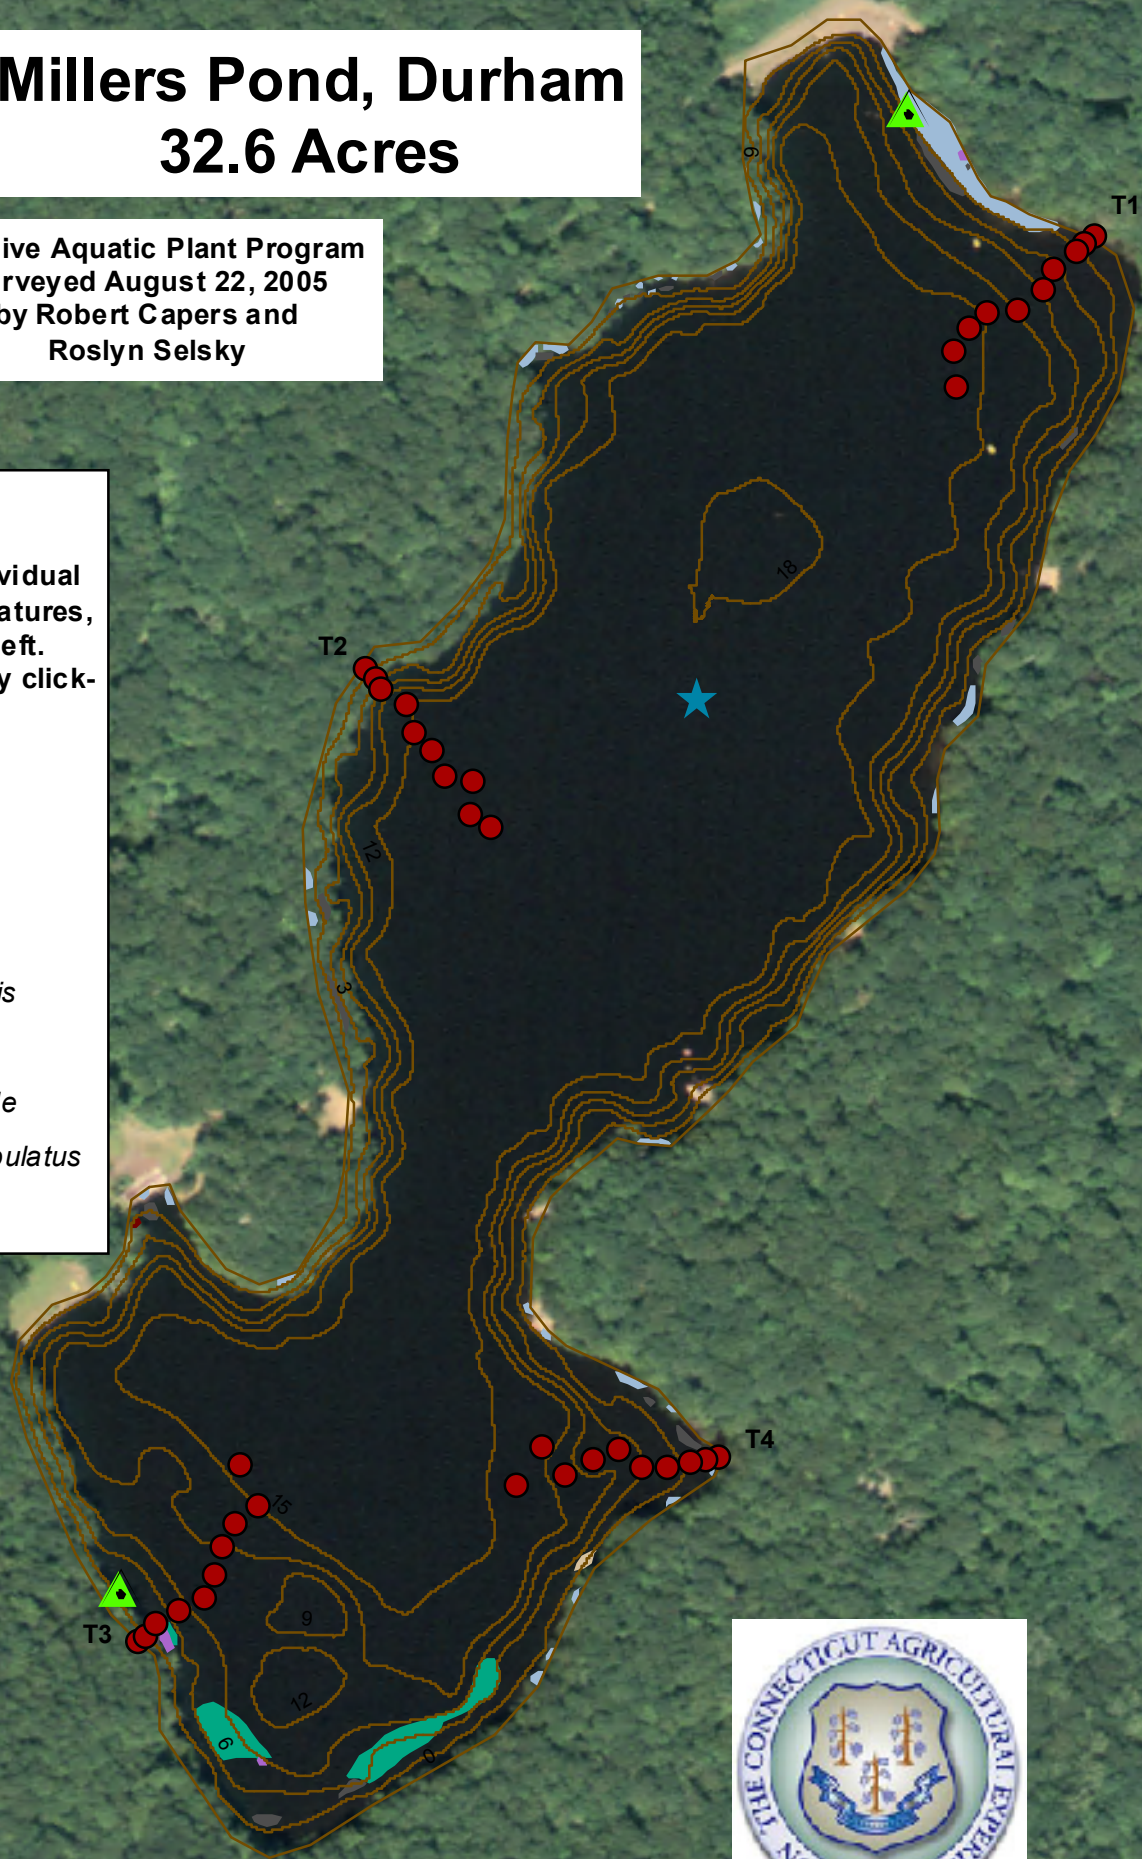 Millers Pond, Durham
32.6 Acres
ive Aquatic Plant Program
rveyed August 22, 2005
by Robert Capers and
Roslyn Selsky
vidual
atures,
eft.
y click-
is
e
ulatus
T1
T2
T3
T4
6
18
12
3
15
9
12
6
0
THE CONNECTICUT AGRICULTURAL EXPERI
ON